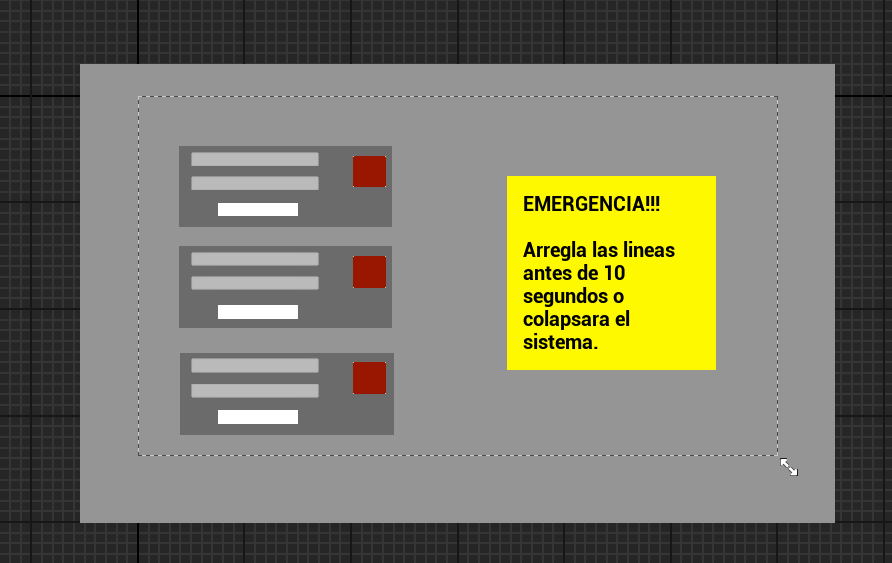 EMERGENCIA!!!
Arregla las lineas
antes de 10
segundos o
colapsara el
sistema.